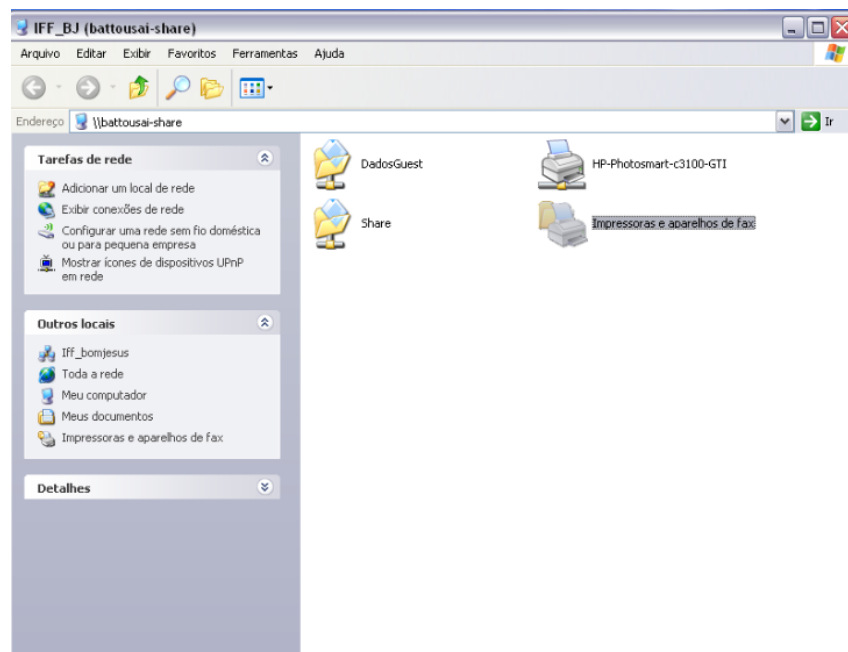 IFF_BJ (battousai-share)
Arquivo Editar Exibir Favoritos Ferramentas Ajuda
Endereço \\battousai-share Ir
Tarefas de rede
Adicionar um local de rede
Exibir conexões de rede
Configurar uma rede sem fio doméstica
ou para pequena empresa
Mostrar ícones de dispositivos UPnP
em rede
Outros locais
Iff_bomjesus
Toda a rede
Meu computador
Meus documentos
Impressoras e aparelhos de fax
Detalhes
DadosGuest
HP-Photosmart-c3100-GTI
Share
Impressoras e aparelhos de fax